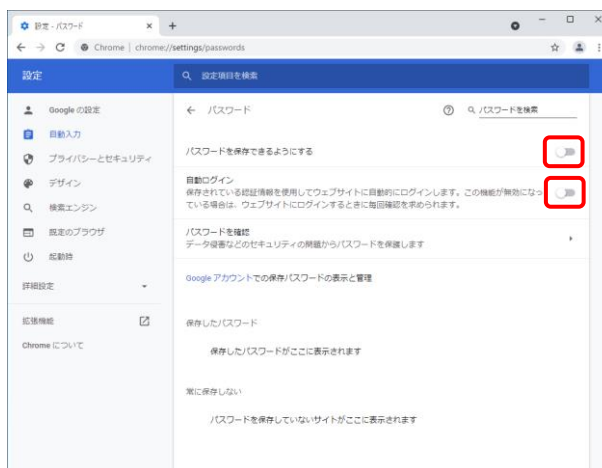 設定 - パスワード
Chrome | chrome://settings/passwords
設定
設定項目を検索
Google の設定
自動入力
プライバシーとセキュリティ
デザイン
検索エンジン
既定のブラウザ
起動時
詳細設定
拡張機能
Chrome について
パスワード
パスワードを検索
パスワードを保存できるようにする
自動ログイン
保存されている認証情報を使用してウェブサイトに自動的にログインします。この機能が無効になっ
ている場合は、ウェブサイトにログインするときに毎回確認を求められます。
パスワードを確認
データ侵害などのセキュリティの問題からパスワードを保護します
Google アカウントでの保存パスワードの表示と管理
保存したパスワード
保存したパスワードがここに表示されます
常に保存しない
パスワードを保存していないサイトがここに表示されます